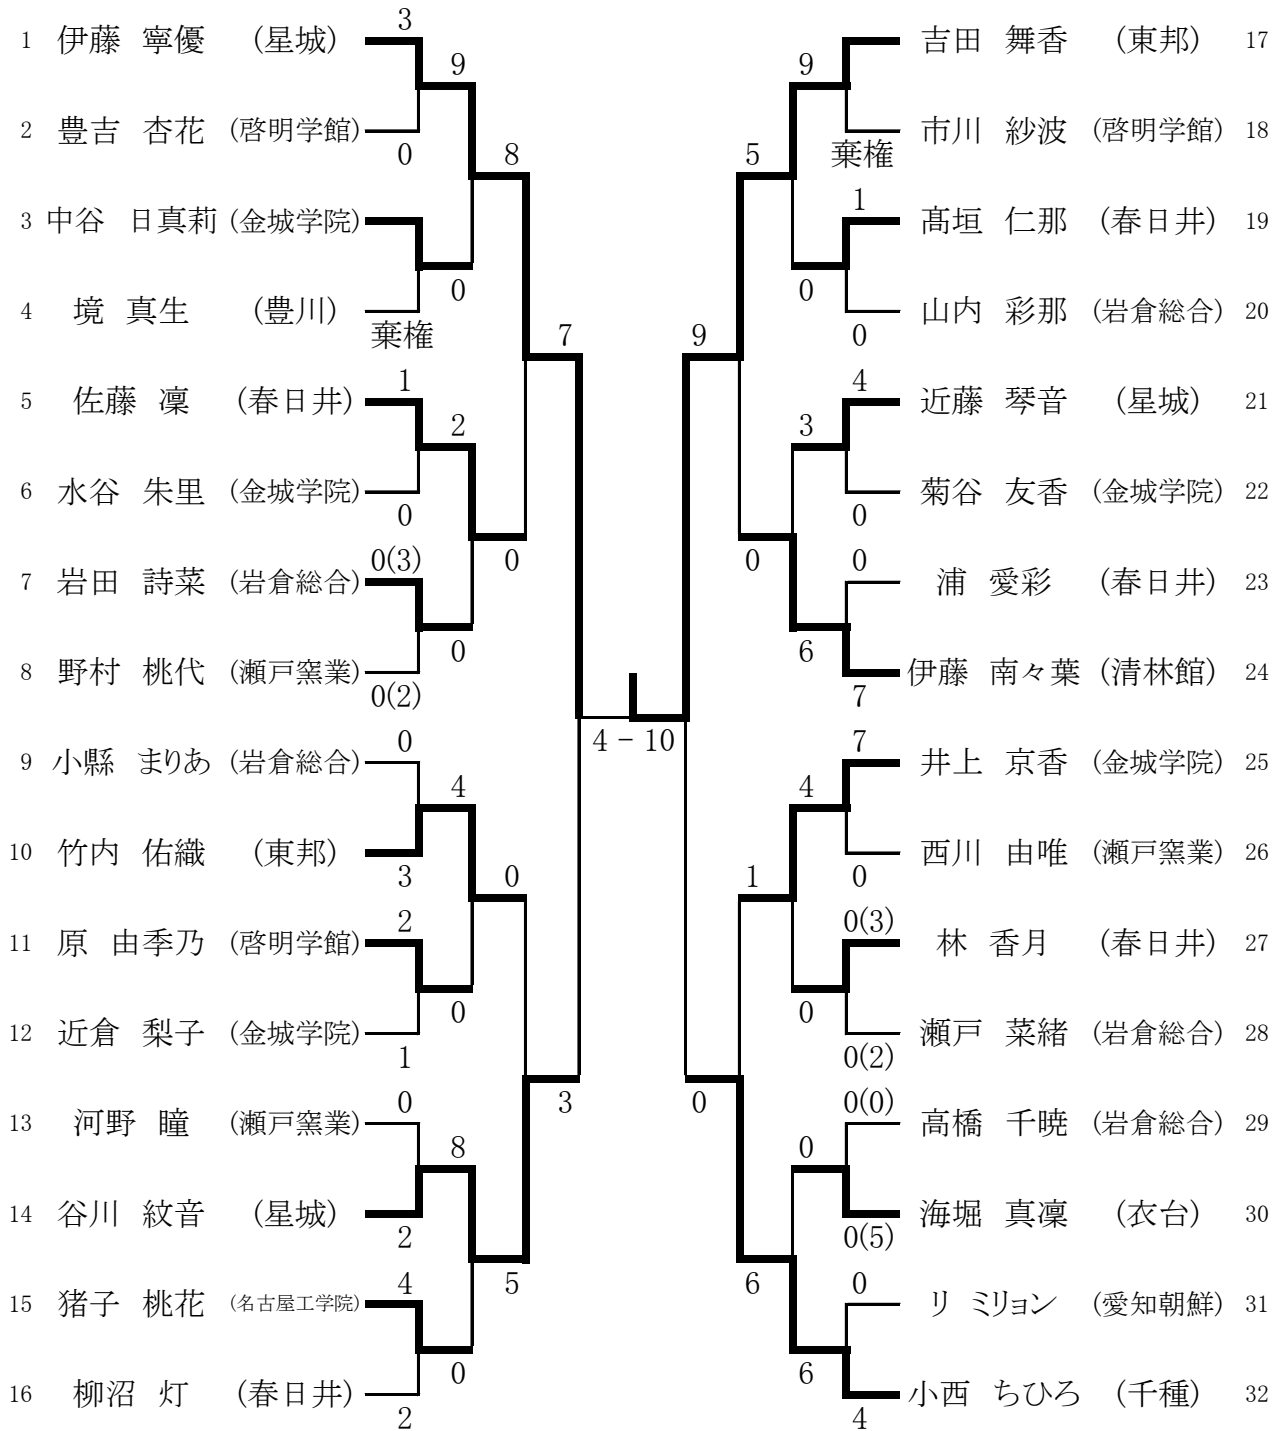 3
1 伊藤 寧優 (星城) 吉田 舞香 (東邦) 17
9 9
2 豊吉 杏花 (啓明学館) 市川 紗波 (啓明学館) 18
0 8 5 棄権
1
3 中谷 日真莉 (金城学院) 髙垣 仁那 (春日井) 19
0 0
4 境 真生 (豊川) 山内 彩那 (岩倉総合) 20
棄権 7 9 0
1 4
5 佐藤 凜 (春日井) 近藤 琴音 (星城) 21
2 3
6 水谷 朱里 (金城学院) 菊谷 友香 (金城学院) 22
0 0
0(3) 0 0 0
7 岩田 詩菜 (岩倉総合) 浦 愛彩 (春日井) 23
0 6
8 野村 桃代 (瀬戸窯業) 伊藤 南々葉 (清林館) 24
0(2) 7
0 4 − 10 7
9 小縣 まりあ (岩倉総合) 井上 京香 (金城学院) 25
4 4
10 竹内 佑織 (東邦) 西川 由唯 (瀬戸窯業) 26
3 0 1 0
2 0(3)
11 原 由季乃 (啓明学館) 林 香月 (春日井) 27
0 0
12 近倉 梨子 (金城学院) 瀬戸 菜緒 (岩倉総合) 28
1 0(2)
0 3 0 0(0)
13 河野 瞳 (瀬戸窯業) 高橋 千暁 (岩倉総合) 29
8 0
14 谷川 紋音 (星城) 海堀 真凜 (衣台) 30
2 0(5)
4 5 6 0
15 猪子 桃花 (名古屋工学院) リ ミリョン (愛知朝鮮) 31
0 6
16 柳沼 灯 (春日井) 小西 ちひろ (千種) 32
2 4